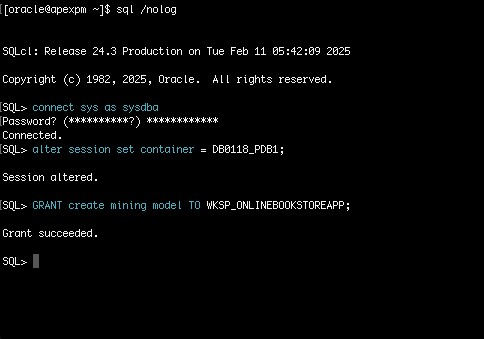 [[oracle@apexpm ~]$ sql /nolog
SQLcl: Release 24.3 Production on Tue Feb 11 05:42:09 2025
Copyright (c) 1982, 2025, Oracle.  All rights reserved.
[SQL> connect sys as sysdba
[Password? (**********?) ************
Connected.
[SQL> alter session set container = DB0118_PDB1;
Session altered.
[SQL> GRANT create mining model TO WKSP_ONLINEBOOKSTOREAPP;
Grant succeeded.
SQL>